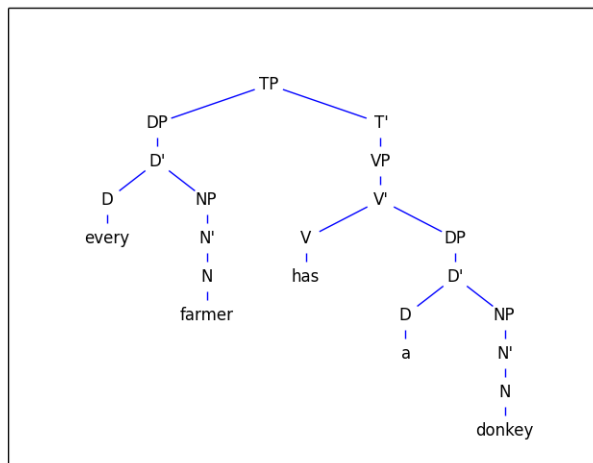 TP
DP T'
D' VP
D NP V'
every N' V DP
N has D'
farmer D NP
a N'
N
donkey